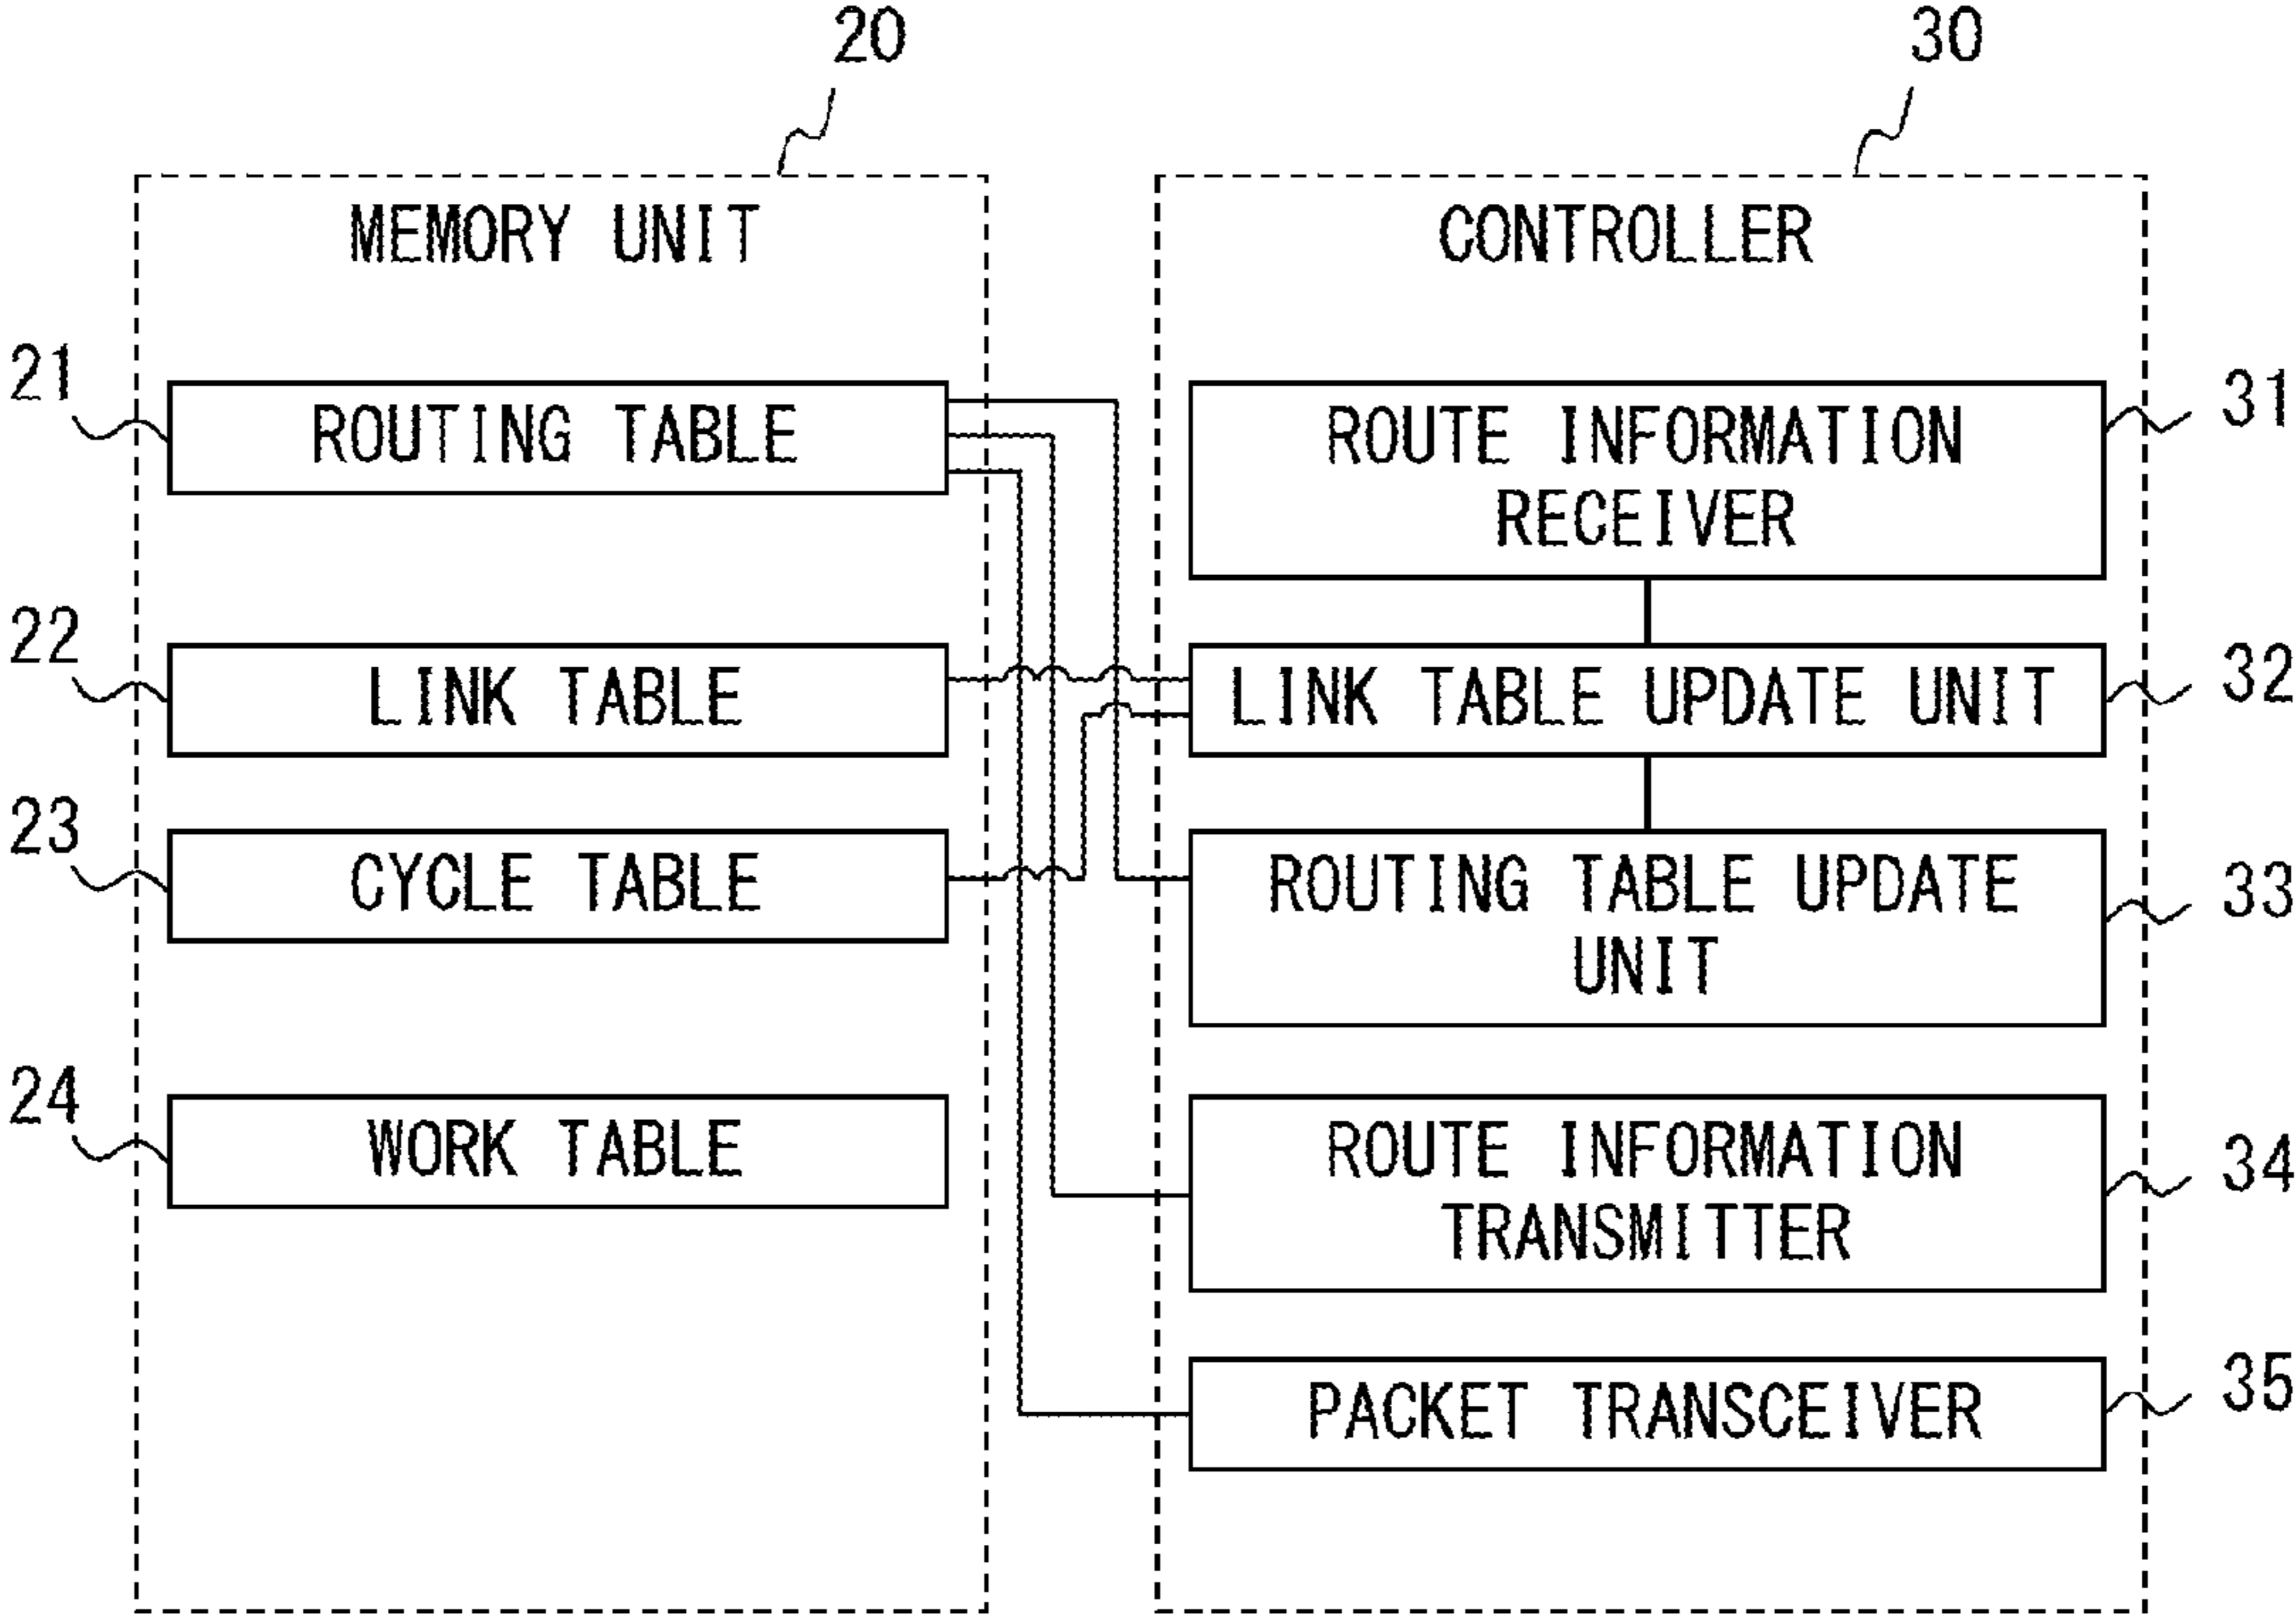 20
30
MEMORY UNIT
CONTROLLER
21
ROUTING TABLE
ROUTE INFORMATION
RECEIVER
31
22
LINK TABLE
LINK TABLE UPDATE UNIT
32
23
CYCLE TABLE
ROUTING TABLE UPDATE
UNIT
33
24
WORK TABLE
ROUTE INFORMATION
TRANSMITTER
34
PACKET TRANSCEIVER
35